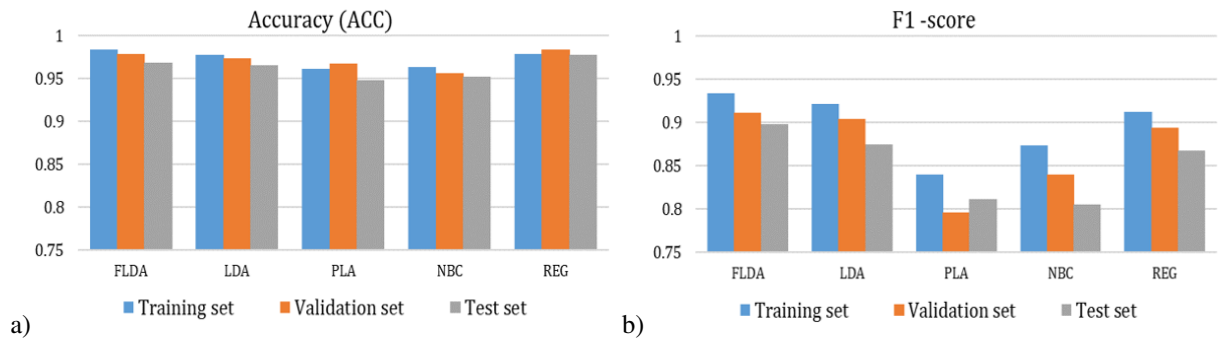 Accuracy (ACC)
1
0.95
0.9
0.85
0.8
0.75
FLDA LDA PLA NBC REG
Training set Validation set Test set
a)
F1 -score
1
0.95
0.9
0.85
0.8
0.75
FLDA LDA PLA NBC REG
Training set Validation set Test set
b)